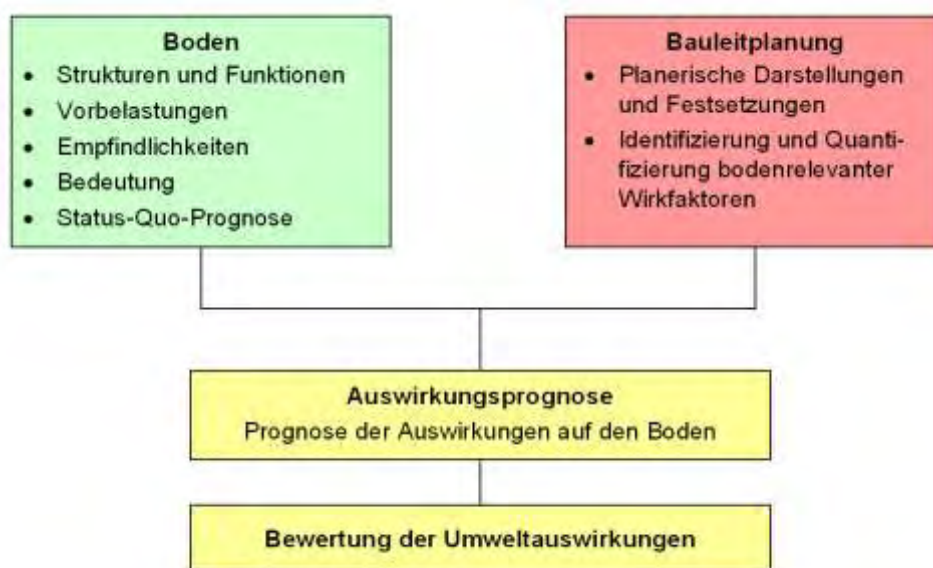 Boden
• Strukturen und Funktionen
• Vorbelastungen
• Empfindlichkeiten
• Bedeutung
• Status-Quo-Prognose
Bauleitplanung
• Planerische Darstellungen
und Festsetzungen
• Identifizierung und Quanti-
fizierung bodenrelevanter
Wirkfaktoren
Auswirkungsprognose
Prognose der Auswirkungen auf den Boden
Bewertung der Umweltauswirkungen